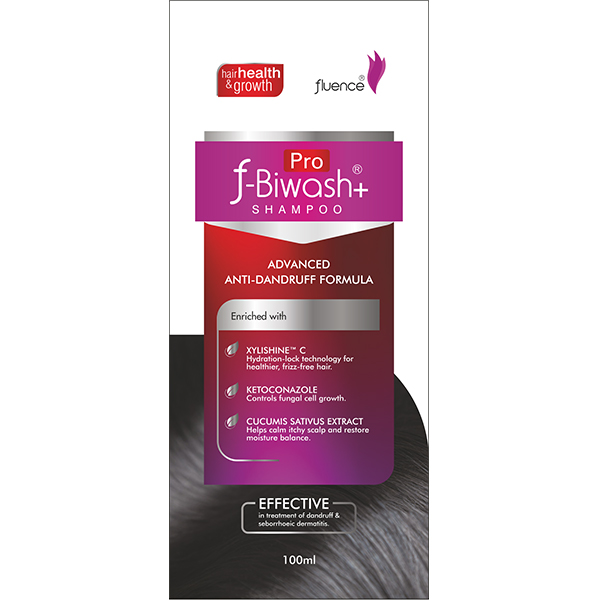 hair health
& growth
fluence®
Pro
f-Biwash+®
SHAMPOO
ADVANCED
ANTI-DANDRUFF FORMULA
Enriched with
XYLISHINE™ C
Hydration-lock technology for
healthier, frizz-free hair.
KETOCONAZOLE
Controls fungal cell growth.
CUCUMIS SATIVUS EXTRACT
Helps calm itchy scalp and restore
moisture balance.
EFFECTIVE
in treatment of dandruff &
seborrhoeic dermatitis.
100ml